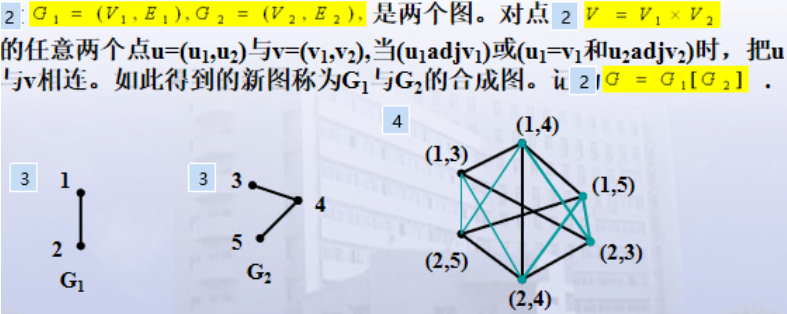 2 : G₁ = (V₁, E₁), G₂ = (V₂, E₂), 是两个图。对点 2 V = V₁ × V₂
的任意两个点u=(u₁,u₂)与v=(v₁,v₂),当(u₁adjv₁)或(u₁=v₁和u₂adjv₂)时，把u
与v相连。如此得到的新图称为G₁与G₂的合成图。记 2 G = G₁[G₂] .
4
(1,4)
(1,3)
3 1 3 3 4 (1,5)
2 5 (2,5) (2,3)
G₁ G₂
(2,4)